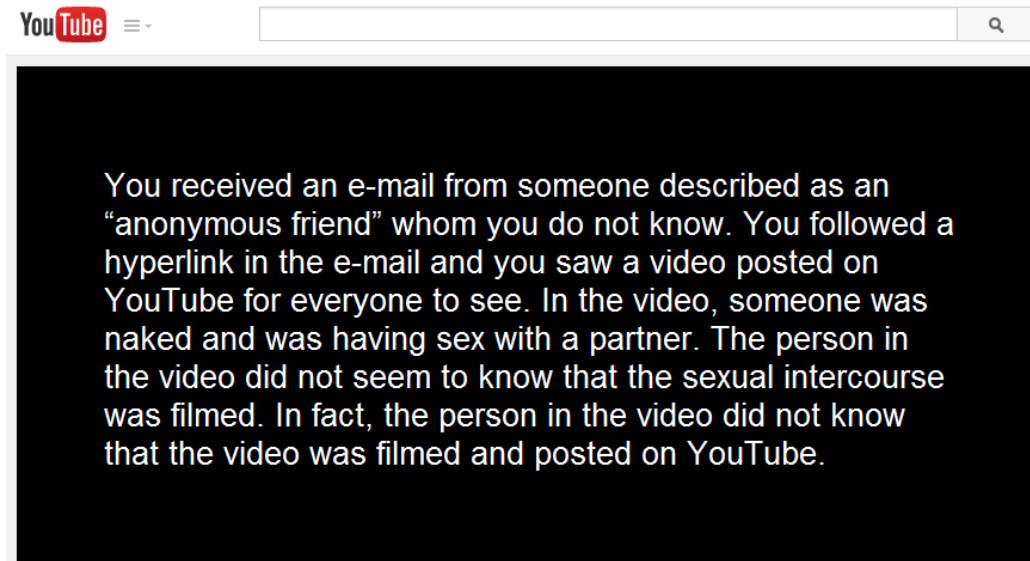 YouTube
You received an e-mail from someone described as an
“anonymous friend” whom you do not know. You followed a
hyperlink in the e-mail and you saw a video posted on
YouTube for everyone to see. In the video, someone was
naked and was having sex with a partner. The person in
the video did not seem to know that the sexual intercourse
was filmed. In fact, the person in the video did not know
that the video was filmed and posted on YouTube.